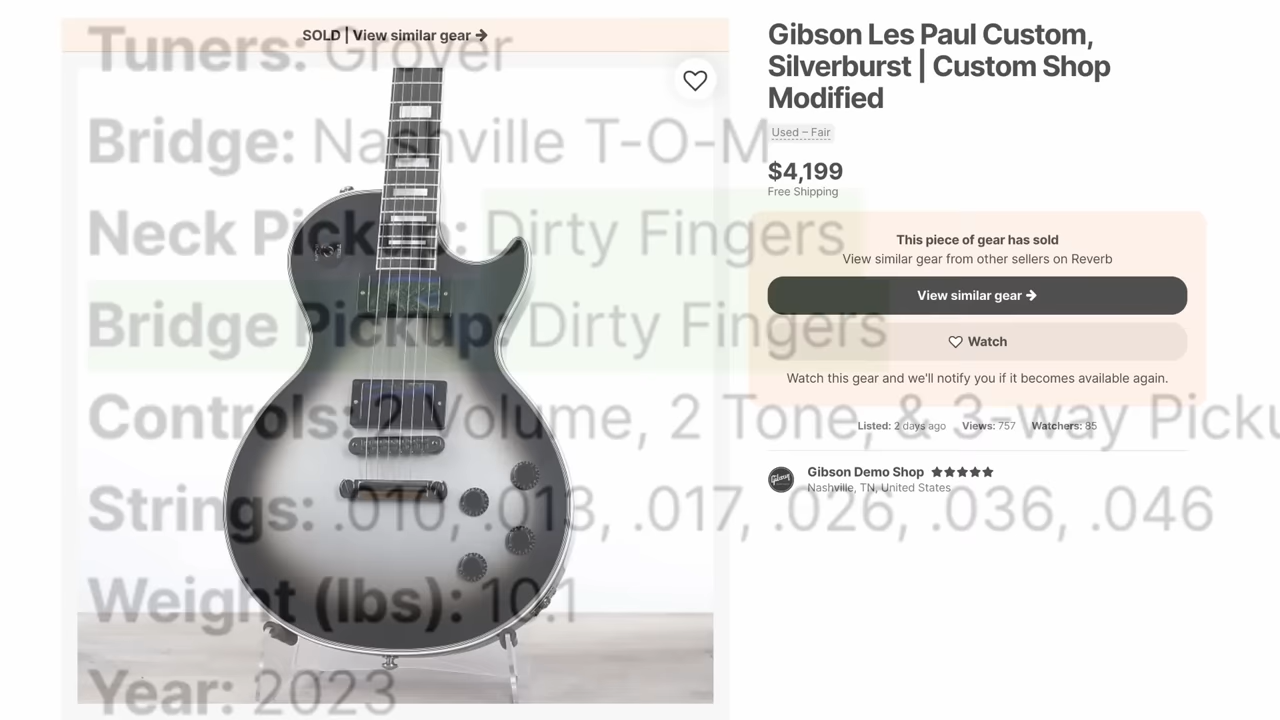 SOLD | View similar gear →
Tuners: Grover
Bridge: Nashville T-O-M
Neck Pickup: Dirty Fingers
Bridge Pickup: Dirty Fingers
Controls: 2 Volume, 2 Tone, & 3-way Picku
Strings: .010, .013, .017, .026, .036, .046
Weight (lbs): 10.1
Year: 2023
Gibson Les Paul Custom,
Silverburst | Custom Shop
Modified
Used – Fair
$4,199
Free Shipping
This piece of gear has sold
View similar gear from other sellers on Reverb
View similar gear →
Watch
Watch this gear and we'll notify you if it becomes available again.
Listed: 2 days ago Views: 757 Watchers: 85
Gibson
Gibson Demo Shop ★★★★★
Nashville, TN, United States